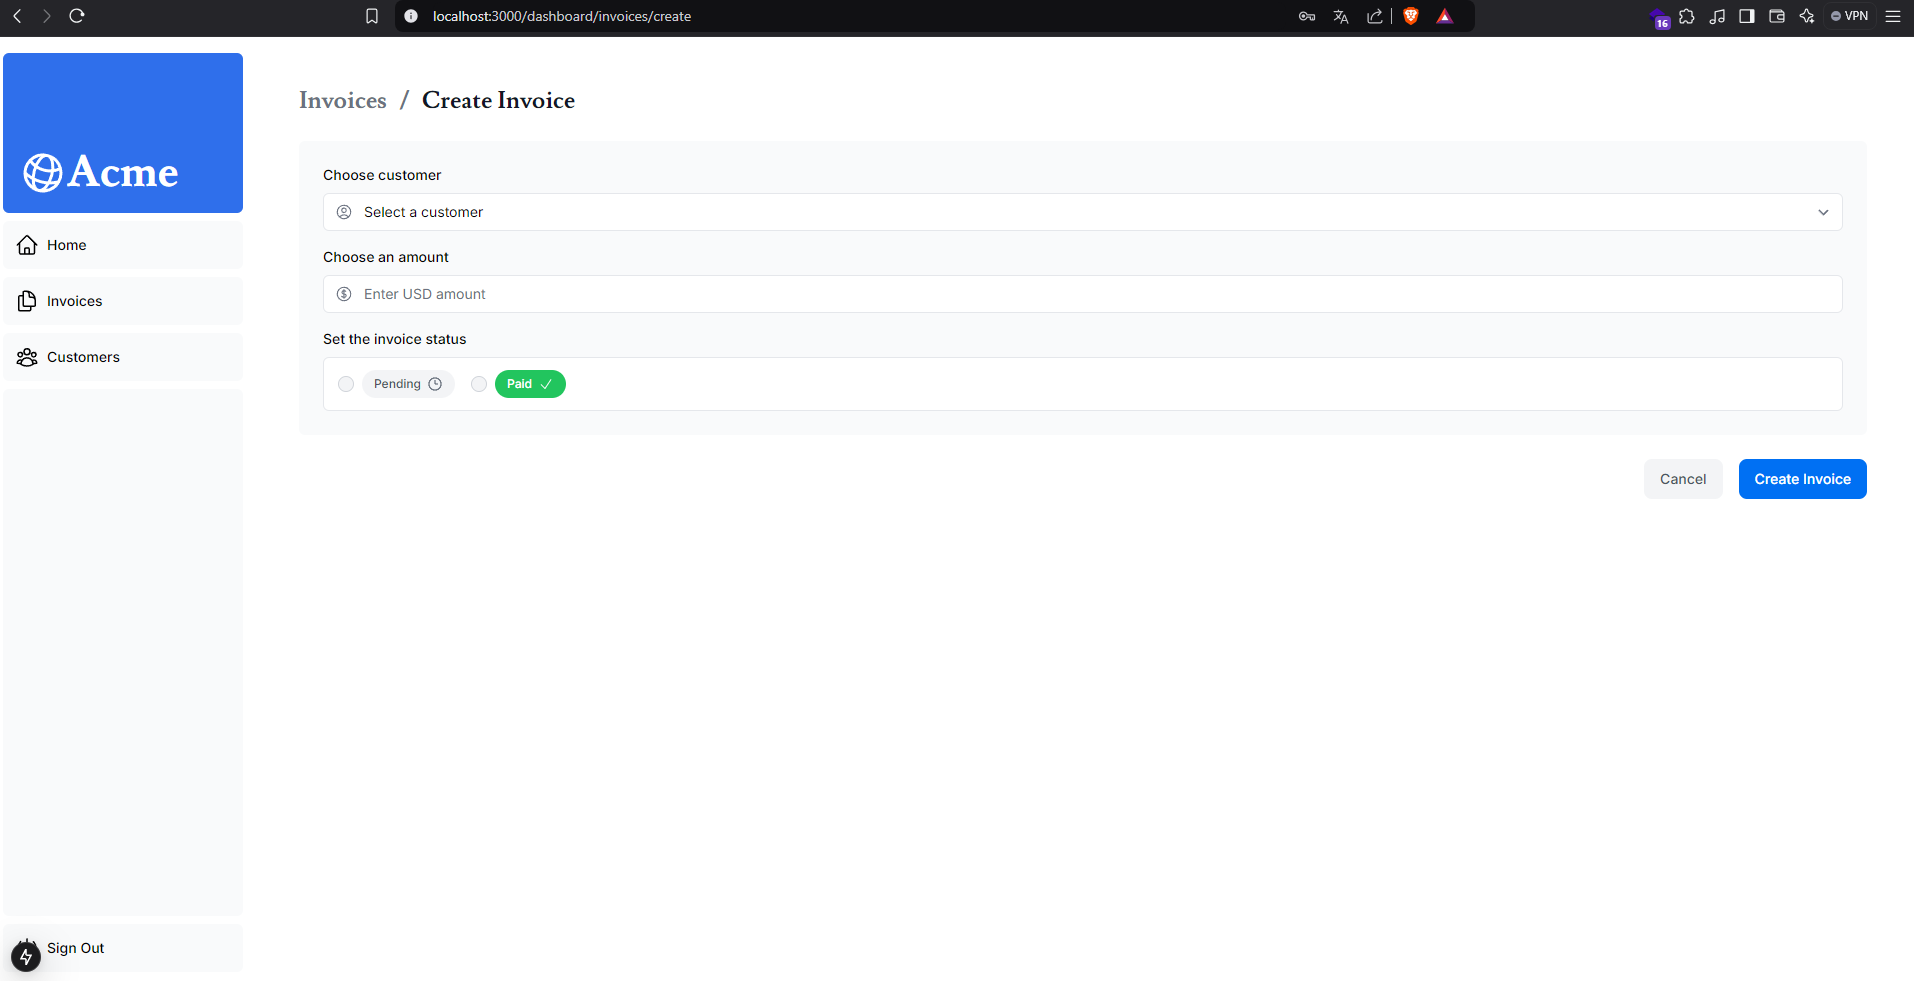 localhost:3000/dashboard/invoices/create
16
VPN
Acme
Home
Invoices
Customers
Sign Out
Invoices / Create Invoice
Choose customer
Select a customer
Choose an amount
Enter USD amount
Set the invoice status
Pending Paid
Cancel Create Invoice